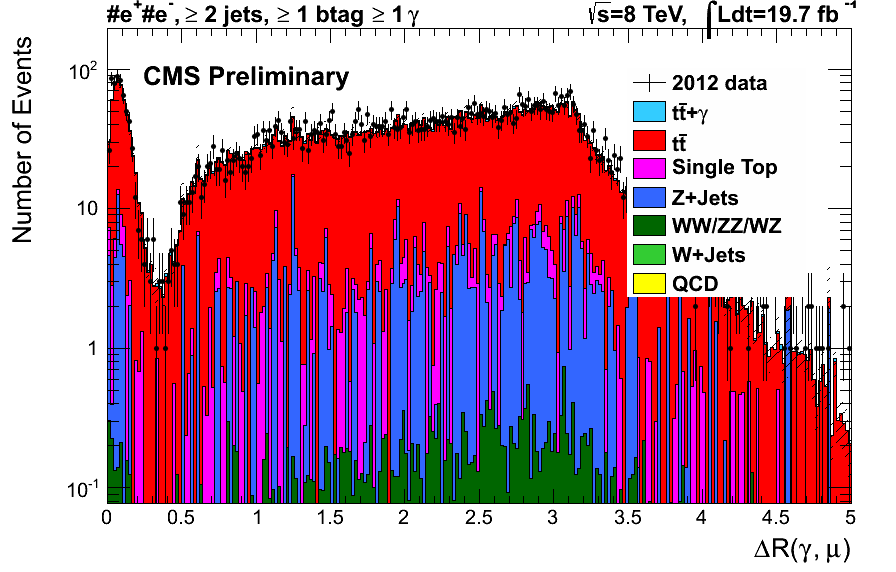 #e⁺#e⁻, ≥ 2 jets, ≥ 1 btag ≥ 1 γ
√s=8 TeV, ∫Ldt=19.7 fb⁻¹
CMS Preliminary
Number of Events
10²
10
1
10⁻¹
2012 data
tt̄+γ
tt̄
Single Top
Z+Jets
WW/ZZ/WZ
W+Jets
QCD
0 0.5 1 1.5 2 2.5 3 3.5 4 4.5 5
ΔR(γ, μ)